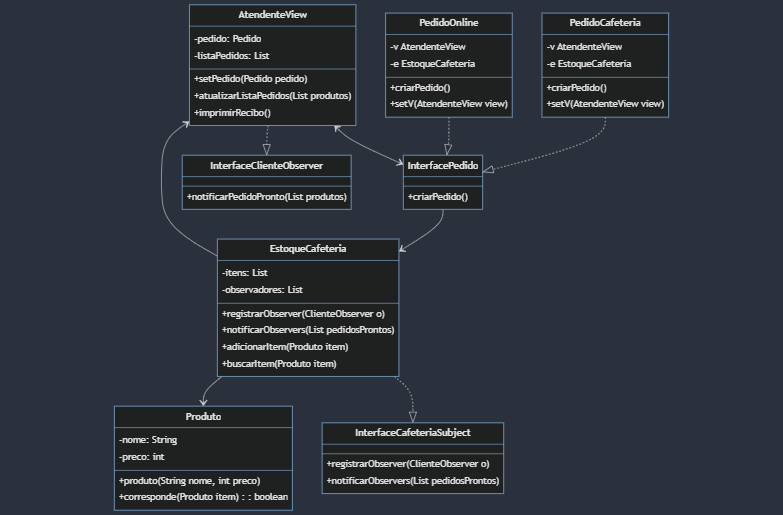 AtendenteView
-pedido: Pedido
-listaPedidos: List
+setPedido(Pedido pedido)
+atualizarListaPedidos(List produtos)
+imprimirRecibo()
PedidoOnline
-v AtendenteView
-e EstoqueCafeteria
+criarPedido()
+setV(AtendenteView view)
PedidoCafeteria
-v AtendenteView
-e EstoqueCafeteria
+criarPedido()
+setV(AtendenteView view)
InterfaceClienteObserver
+notificarPedidoPronto(List produtos)
InterfacePedido
+criarPedido()
EstoqueCafeteria
-itens: List
-observadores: List
+registrarObserver(ClienteObserver o)
+notificarObservers(List pedidosProntos)
+adicionarItem(Produto item)
+buscarItem(Produto item)
Produto
-nome: String
-preco: int
+produto(String nome, int preco)
+corresponde(Produto item) : : boolean
InterfaceCafeteriaSubject
+registrarObserver(ClienteObserver o)
+notificarObservers(List pedidosProntos)